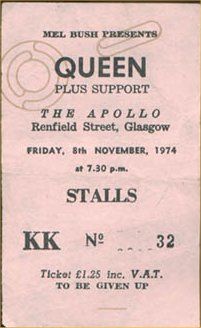 MEL BUSH PRESENTS
QUEEN
PLUS SUPPORT
THE APOLLO
Renfield Street, Glasgow
FRIDAY, 8th NOVEMBER, 1974
at 7.30 p.m.
STALLS
KK Nº 32
Ticket £1.25 inc. V.A.T.
TO BE GIVEN UP